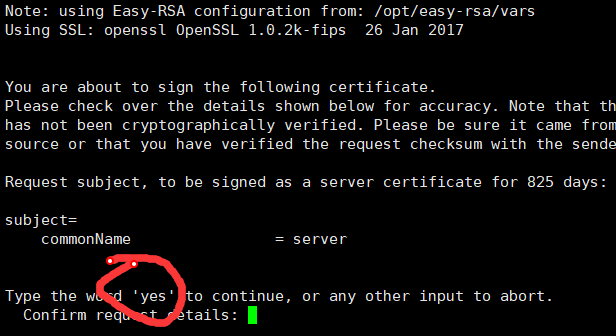 Note: using Easy-RSA configuration from: /opt/easy-rsa/vars
Using SSL: openssl OpenSSL 1.0.2k-fips  26 Jan 2017
You are about to sign the following certificate.
Please check over the details shown below for accuracy. Note that th
has not been cryptographically verified. Please be sure it came from
source or that you have verified the request checksum with the sende
Request subject, to be signed as a server certificate for 825 days:
subject=
    commonName                = server
Type the word 'yes' to continue, or any other input to abort.
  Confirm request details: